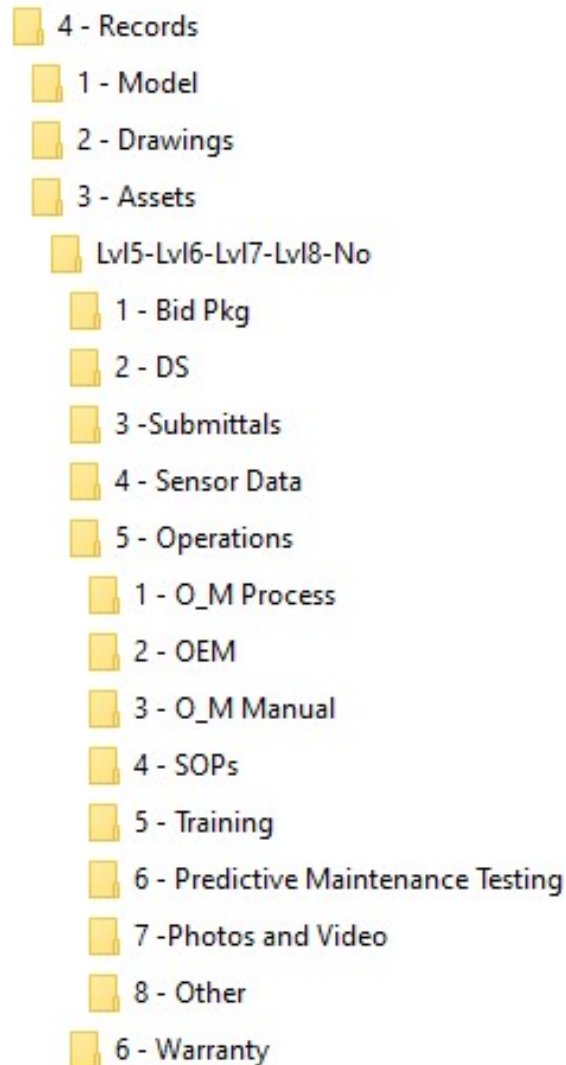 4 - Records
1 - Model
2 - Drawings
3 - Assets
Lvl5-Lvl6-Lvl7-Lvl8-No
1 - Bid Pkg
2 - DS
3 -Submittals
4 - Sensor Data
5 - Operations
1 - O_M Process
2 - OEM
3 - O_M Manual
4 - SOPs
5 - Training
6 - Predictive Maintenance Testing
7 -Photos and Video
8 - Other
6 - Warranty